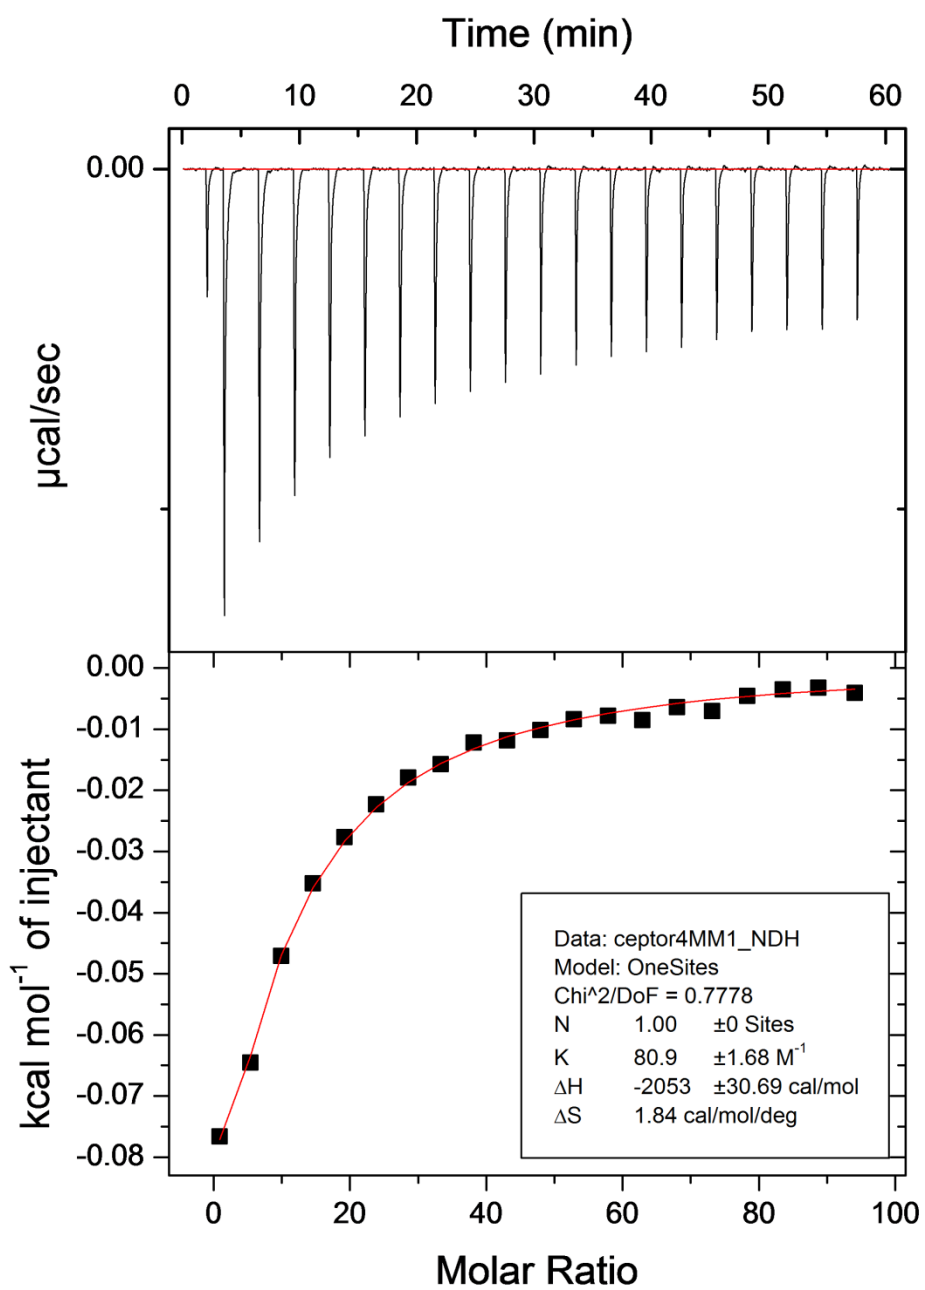 Time (min)
0 10 20 30 40 50 60
0.00
µcal/sec
0.00
-0.01
-0.02
-0.03
-0.04
-0.05
-0.06
-0.07
-0.08
kcal mol⁻¹ of injectant
Data: ceptor4MM1_NDH
Model: OneSites
Chi^2/DoF = 0.7778
N 1.00 ±0 Sites
K 80.9 ±1.68 M⁻¹
ΔH -2053 ±30.69 cal/mol
ΔS 1.84 cal/mol/deg
0 20 40 60 80 100
Molar Ratio